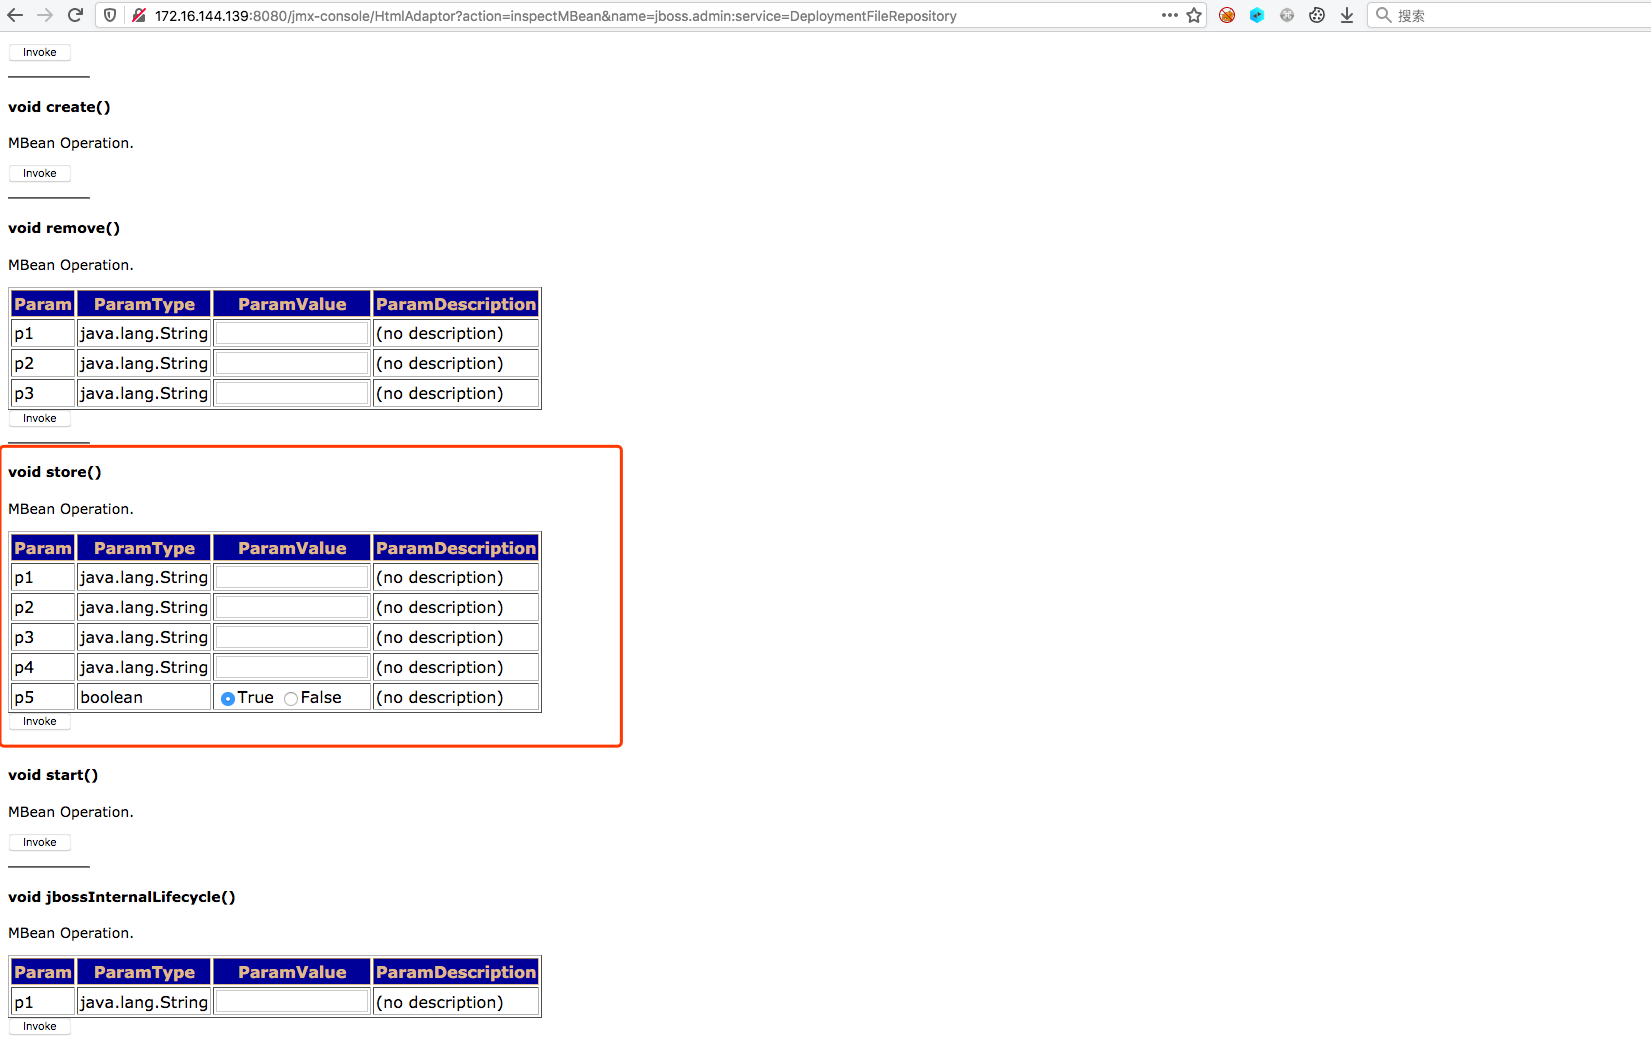 172.16.144.139:8080/jmx-console/HtmlAdaptor?action=inspectMBean&name=jboss.admin:service=DeploymentFileRepository
搜索
Invoke
void create()
MBean Operation.
Invoke
void remove()
MBean Operation.
Param ParamType ParamValue ParamDescription
p1 java.lang.String (no description)
p2 java.lang.String (no description)
p3 java.lang.String (no description)
Invoke
void store()
MBean Operation.
Param ParamType ParamValue ParamDescription
p1 java.lang.String (no description)
p2 java.lang.String (no description)
p3 java.lang.String (no description)
p4 java.lang.String (no description)
p5 boolean True False (no description)
Invoke
void start()
MBean Operation.
Invoke
void jbossInternalLifecycle()
MBean Operation.
Param ParamType ParamValue ParamDescription
p1 java.lang.String (no description)
Invoke